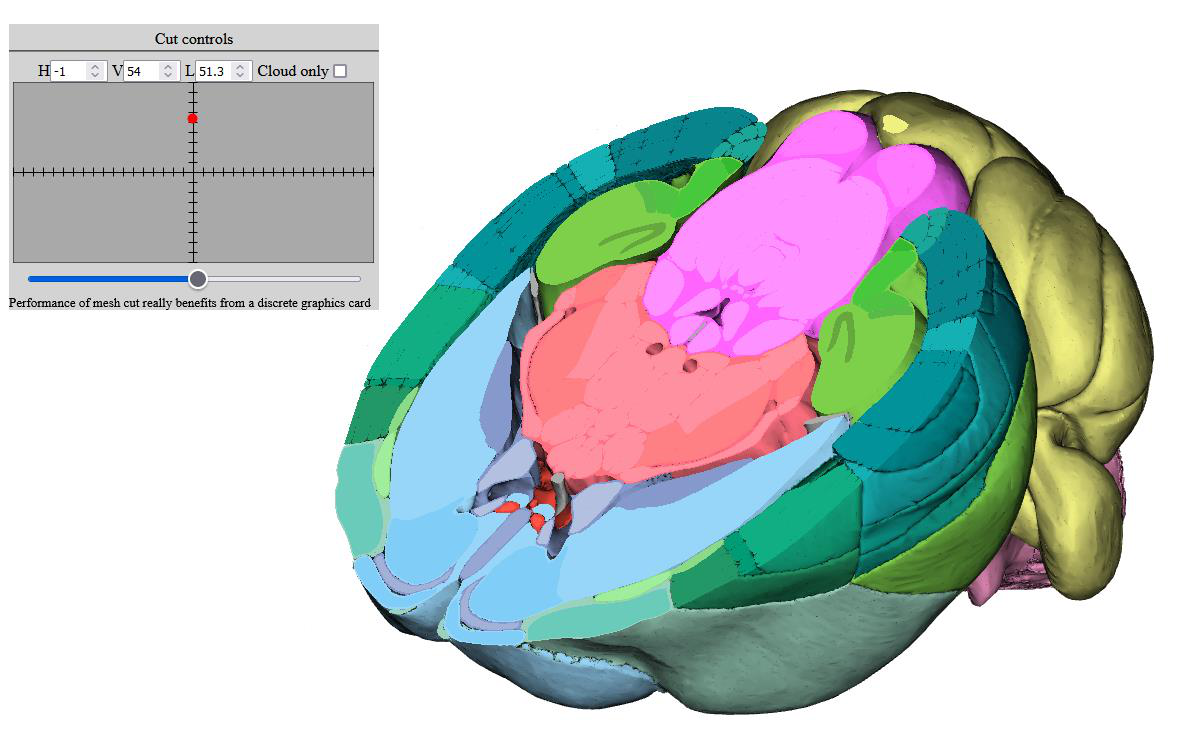 Cut controls
H -1 V 54 L 51.3 Cloud only
Performance of mesh cut really benefits from a discrete graphics card